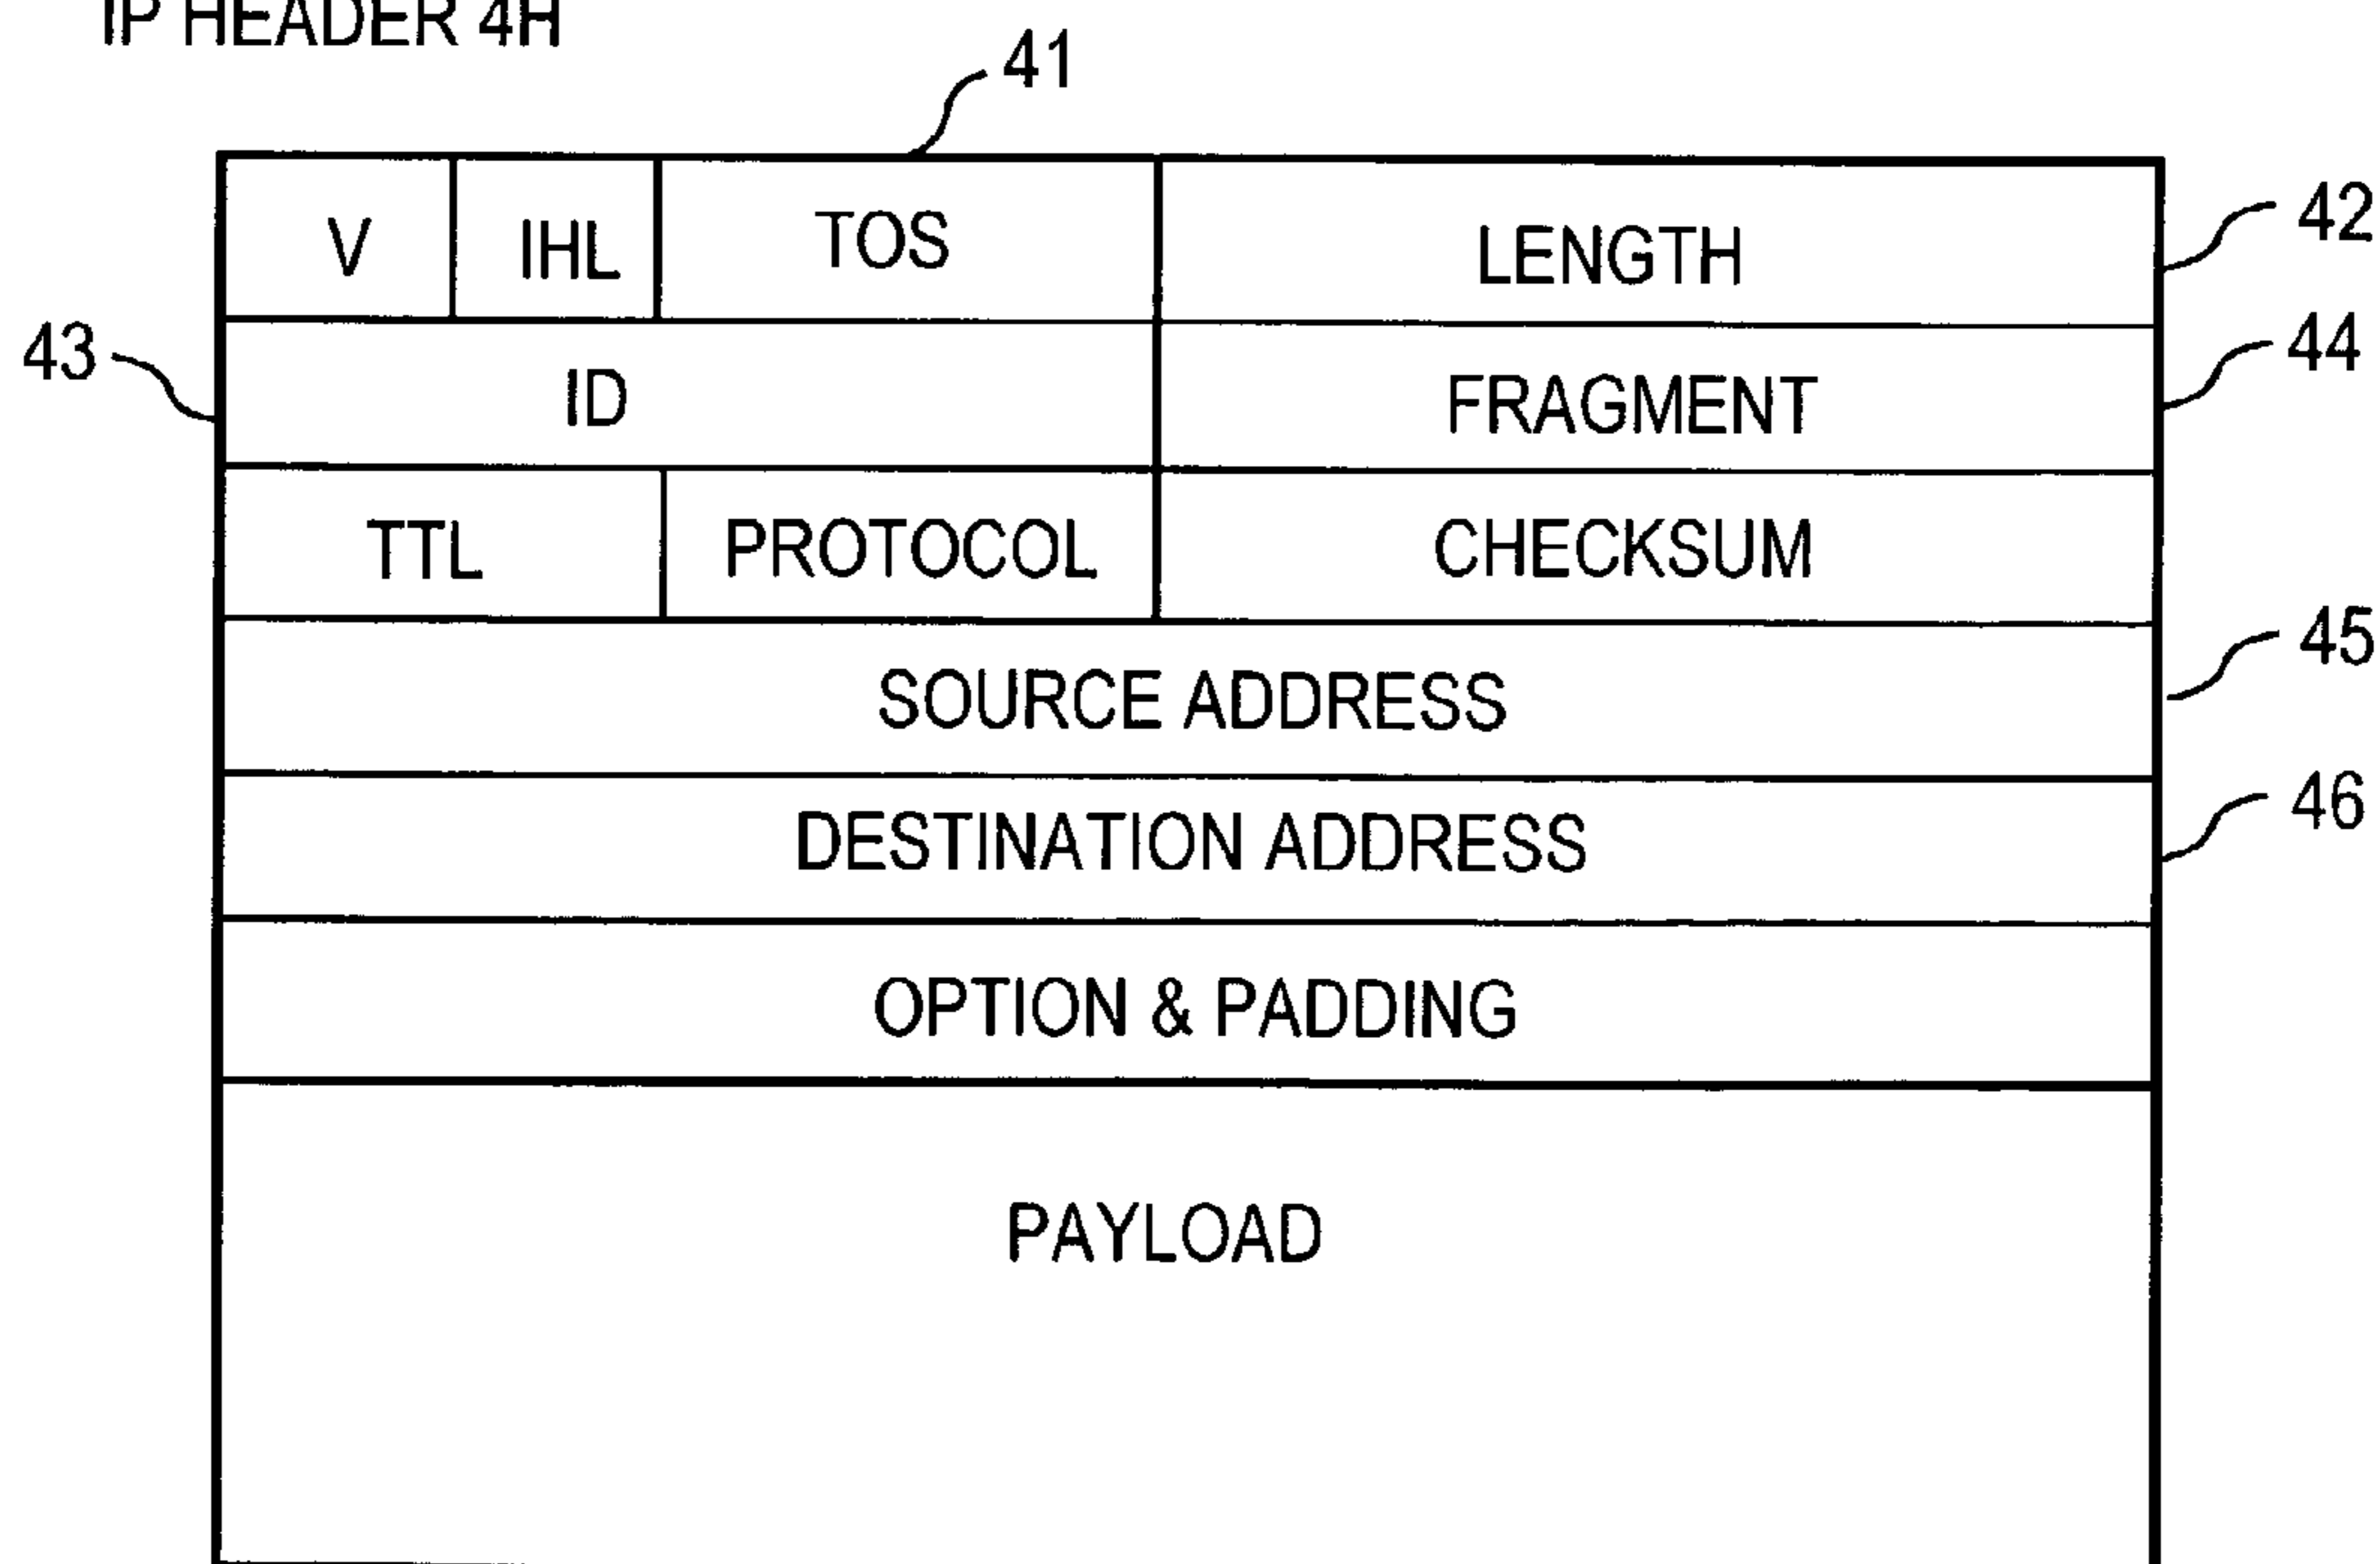 IP HEADER 4H
41
V IHL TOS LENGTH 42
43 ID FRAGMENT 44
TTL PROTOCOL CHECKSUM
SOURCE ADDRESS 45
DESTINATION ADDRESS 46
OPTION & PADDING
PAYLOAD